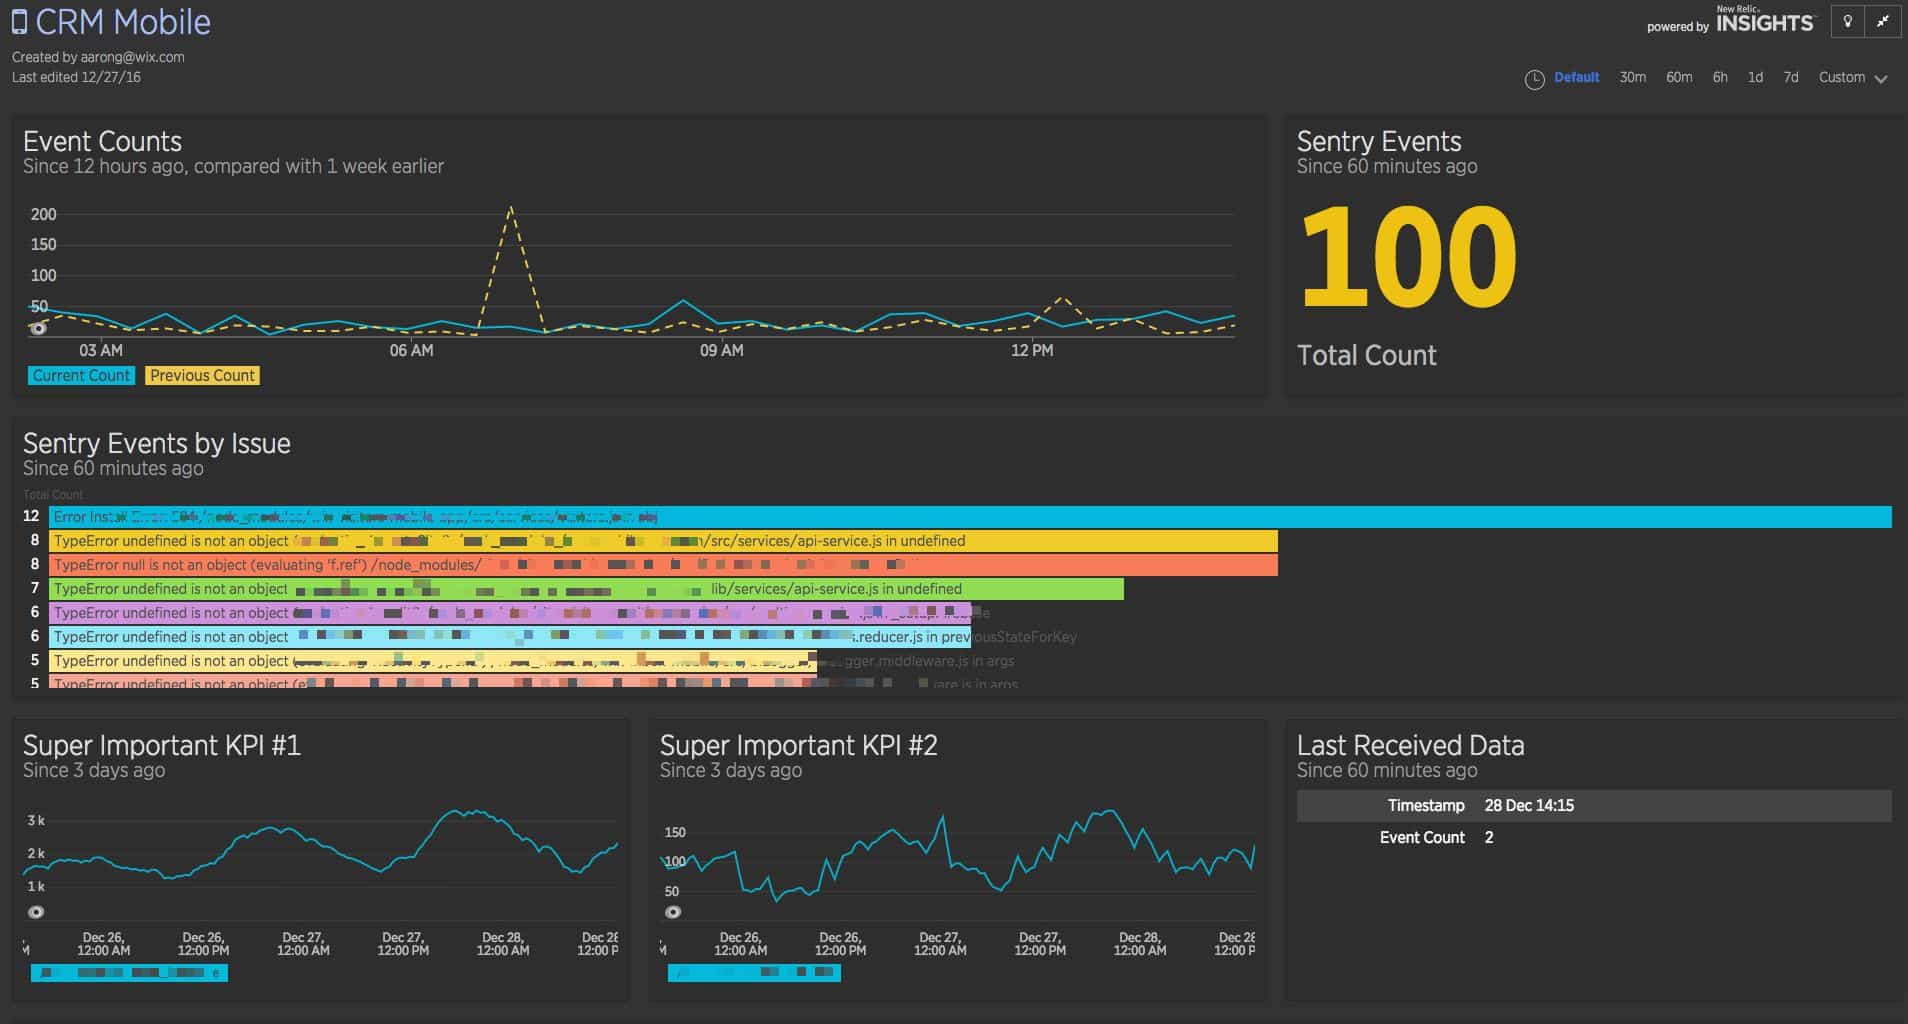 CRM Mobile
Created by aarong@wix.com
Last edited 12/27/16
powered by New Relic. INSIGHTS
Default 30m 60m 6h 1d 7d Custom
Event Counts
Since 12 hours ago, compared with 1 week earlier
200
150
100
50
03 AM 06 AM 09 AM 12 PM
Current Count Previous Count
Sentry Events
Since 60 minutes ago
100
Total Count
Sentry Events by Issue
Since 60 minutes ago
Total Count
12 Error Install
8 TypeError undefined is not an object /src/services/api-service.js in undefined
8 TypeError null is not an object (evaluating 'f.ref') /node_modules/
7 TypeError undefined is not an object lib/services/api-service.js in undefined
6 TypeError undefined is not an object
6 TypeError undefined is not an object s.reducer.js in previousStateForKey
5 TypeError undefined is not an object gger.middleware.js in args
5 TypeError undefined is not an object are.js in args
Super Important KPI #1
Since 3 days ago
3 k
2 k
1 k
Dec 26, Dec 26, Dec 27, Dec 27, Dec 28, Dec 28
12:00 AM 12:00 PM 12:00 AM 12:00 PM 12:00 AM 12:00 P
Super Important KPI #2
Since 3 days ago
150
100
50
Dec 26, Dec 26, Dec 27, Dec 27, Dec 28, Dec 28
12:00 AM 12:00 PM 12:00 AM 12:00 PM 12:00 AM 12:00 P
Last Received Data
Since 60 minutes ago
Timestamp 28 Dec 14:15
Event Count 2